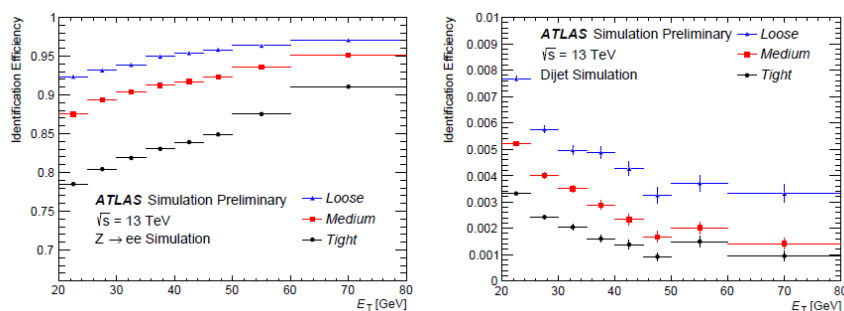 Identification Efficiency
1
0.95
0.9
0.85
0.8
0.75
0.7
ATLAS Simulation Preliminary
√s = 13 TeV
Z → ee Simulation
Loose
Medium
Tight
20 30 40 50 60 70 80
E_T [GeV]
Identification Efficiency
0.01
0.009
0.008
0.007
0.006
0.005
0.004
0.003
0.002
0.001
0
ATLAS Simulation Preliminary
√s = 13 TeV
Dijet Simulation
Loose
Medium
Tight
20 30 40 50 60 70 80
E_T [GeV]